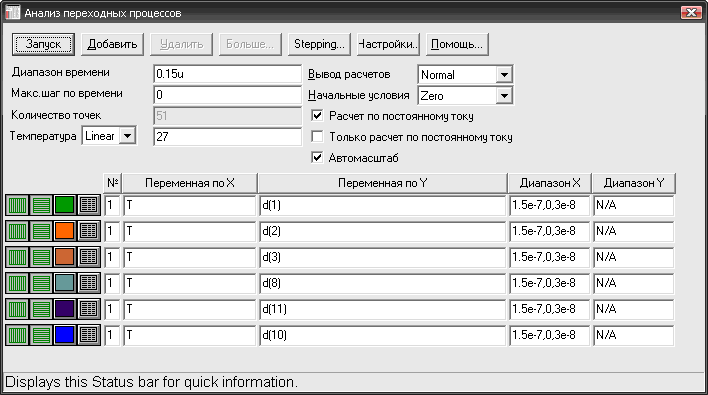 Анализ переходных процессов
Запуск Добавить Удалить Больше... Stepping... Настройки.. Помощь...
Диапазон времени 0.15u Вывод расчетов Normal
Макс.шаг по времени 0 Начальные условия Zero
Количество точек 51 Расчет по постоянному току
Температура Linear 27 Только расчет по постоянному току
Автомасштаб
№ Переменная по X Переменная по Y Диапазон X Диапазон Y
1 T d(1) 1.5e-7,0,3e-8 N/A
1 T d(2) 1.5e-7,0,3e-8 N/A
1 T d(3) 1.5e-7,0,3e-8 N/A
1 T d(8) 1.5e-7,0,3e-8 N/A
1 T d(11) 1.5e-7,0,3e-8 N/A
1 T d(10) 1.5e-7,0,3e-8 N/A
Displays this Status bar for quick information.